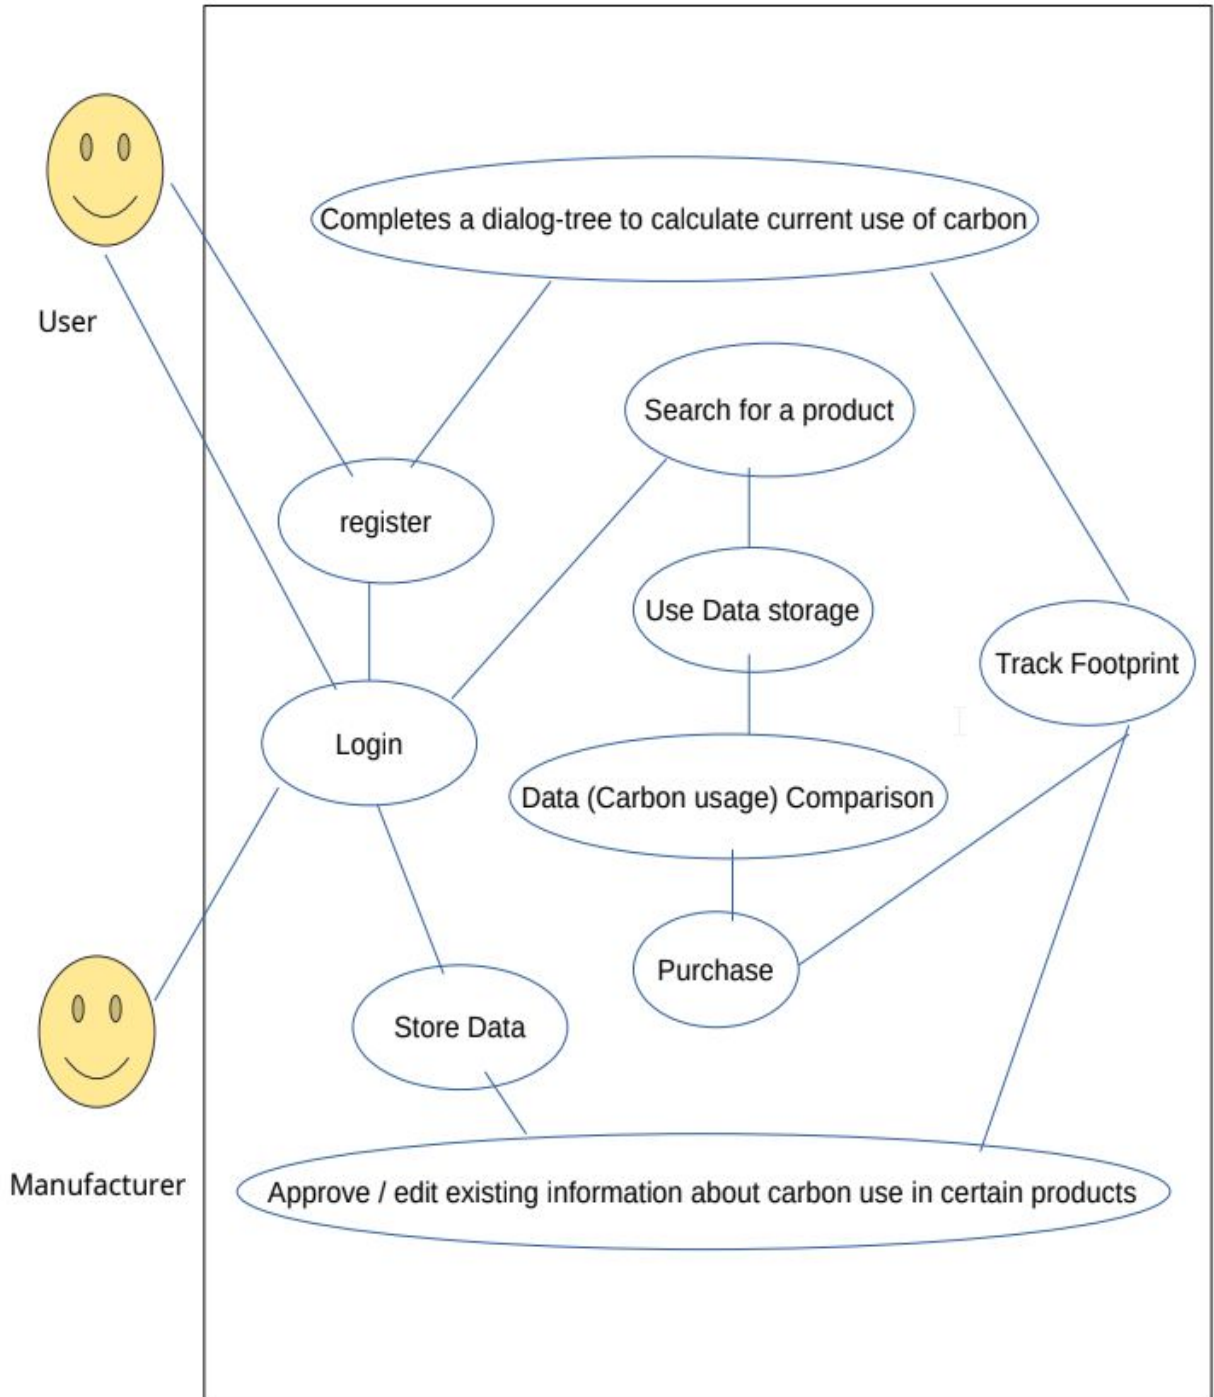 Completes a dialog-tree to calculate current use of carbon
User
Search for a product
register
Use Data storage
Track Footprint
Login
Data (Carbon usage) Comparison
Purchase
Store Data
Manufacturer
Approve / edit existing information about carbon use in certain products